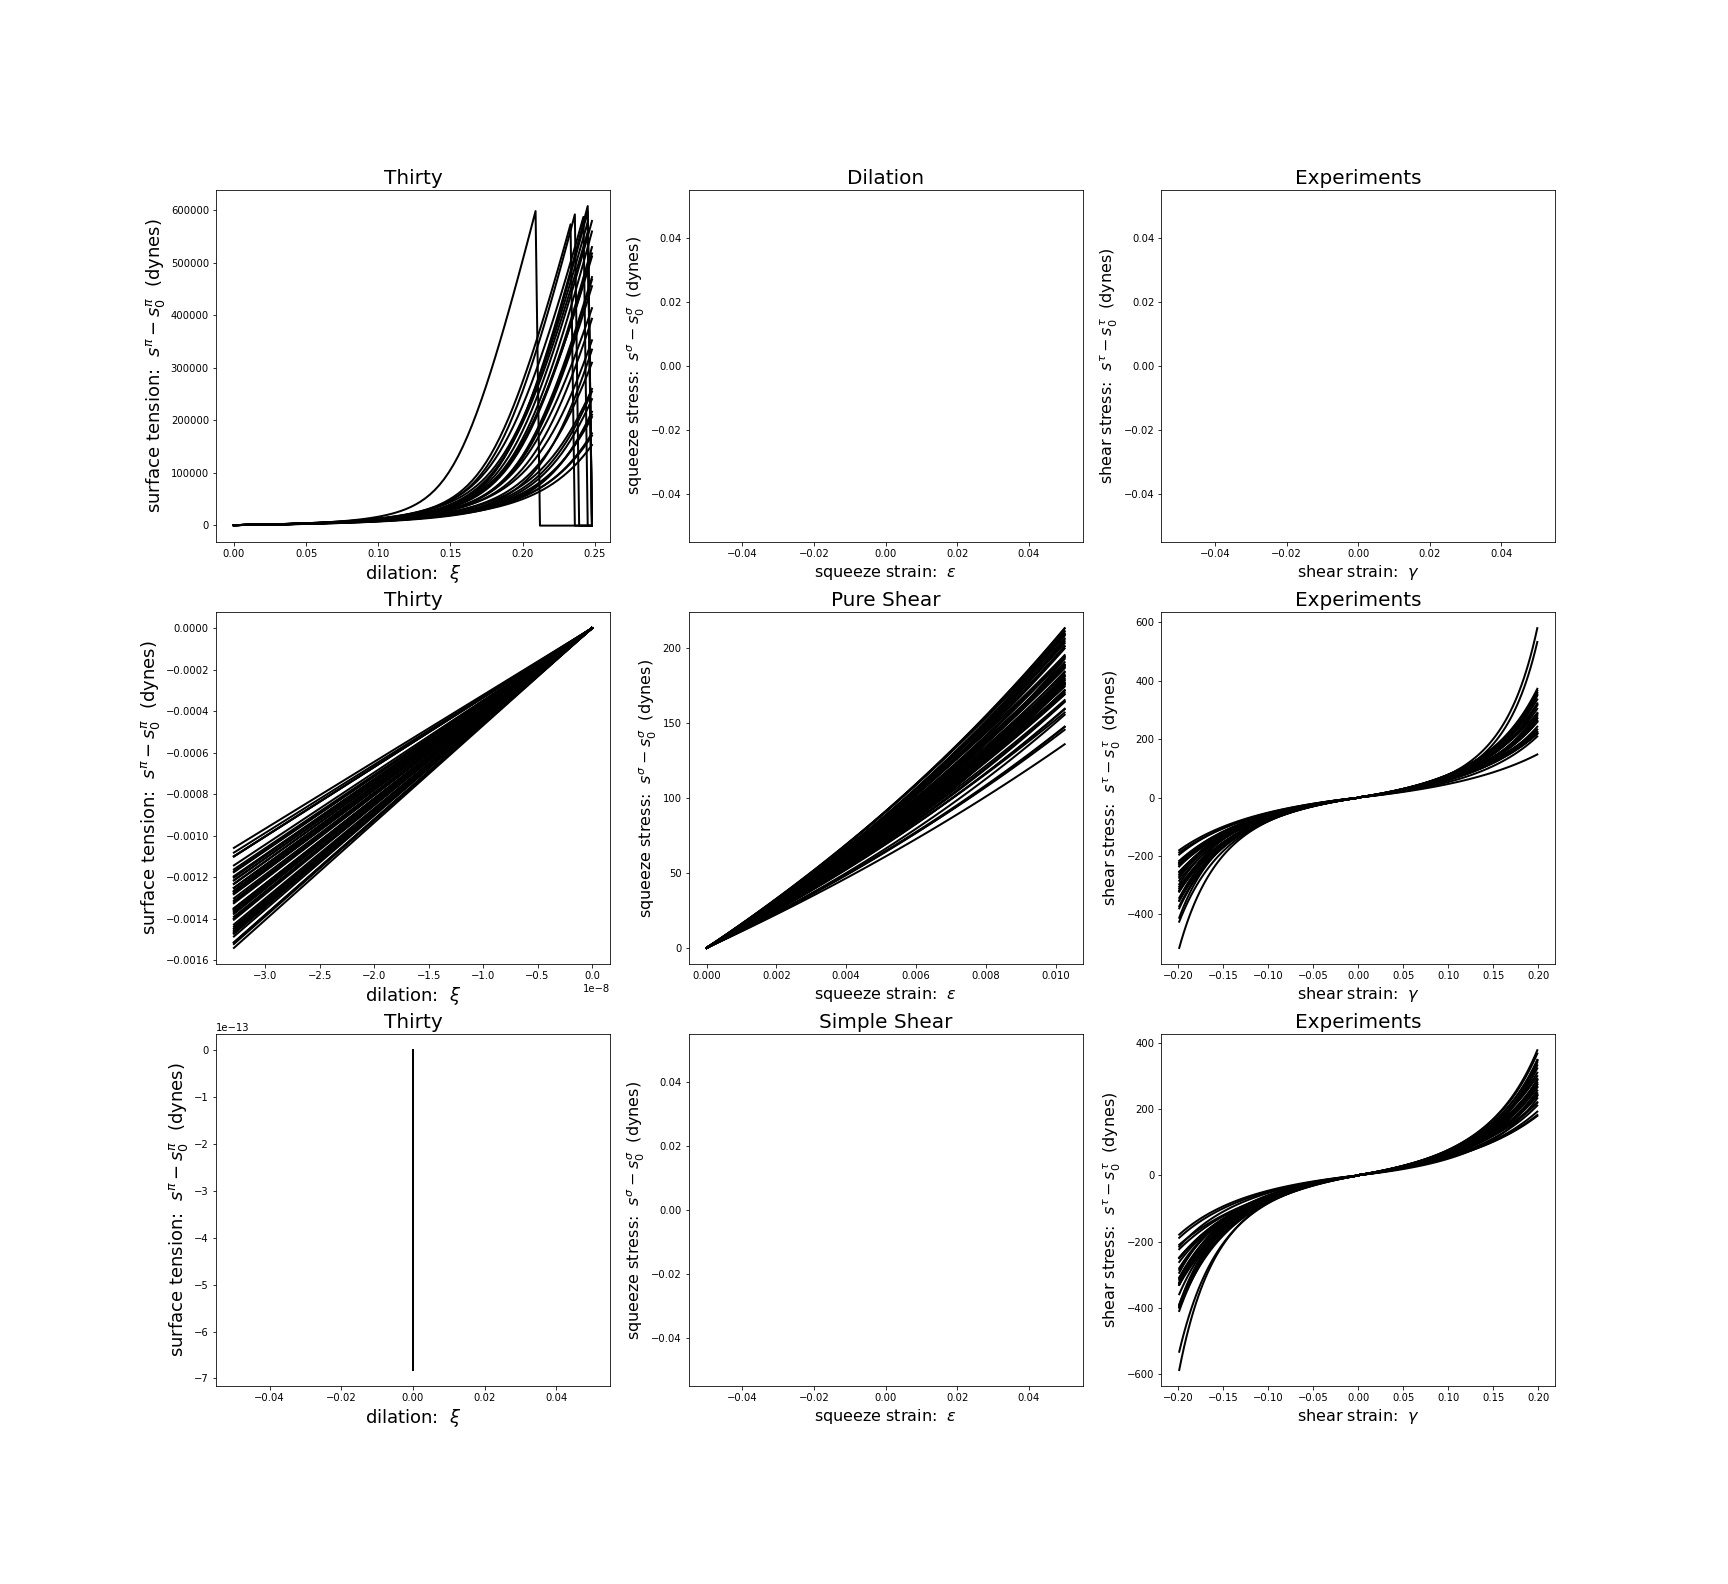 Thirty
Dilation
Experiments
surface tension: s^π − s_0^π (dynes)
600000
500000
400000
300000
200000
100000
0
0.00 0.05 0.10 0.15 0.20 0.25
dilation: ξ
squeeze stress: s^σ − s_0^σ (dynes)
0.04
0.02
0.00
−0.02
−0.04
−0.04 −0.02 0.00 0.02 0.04
squeeze strain: ε
shear stress: s^τ − s_0^τ (dynes)
0.04
0.02
0.00
−0.02
−0.04
−0.04 −0.02 0.00 0.02 0.04
shear strain: γ
Thirty
Pure Shear
Experiments
surface tension: s^π − s_0^π (dynes)
0.0000
−0.0002
−0.0004
−0.0006
−0.0008
−0.0010
−0.0012
−0.0014
−0.0016
−3.0 −2.5 −2.0 −1.5 −1.0 −0.5 0.0
1e−8
dilation: ξ
squeeze stress: s^σ − s_0^σ (dynes)
200
150
100
50
0
0.000 0.002 0.004 0.006 0.008 0.010
squeeze strain: ε
shear stress: s^τ − s_0^τ (dynes)
600
400
200
0
−200
−400
−0.20 −0.15 −0.10 −0.05 0.00 0.05 0.10 0.15 0.20
shear strain: γ
Thirty
Simple Shear
Experiments
1e−13
surface tension: s^π − s_0^π (dynes)
0
−1
−2
−3
−4
−5
−6
−7
−0.04 −0.02 0.00 0.02 0.04
dilation: ξ
squeeze stress: s^σ − s_0^σ (dynes)
0.04
0.02
0.00
−0.02
−0.04
−0.04 −0.02 0.00 0.02 0.04
squeeze strain: ε
shear stress: s^τ − s_0^τ (dynes)
400
200
0
−200
−400
−600
−0.20 −0.15 −0.10 −0.05 0.00 0.05 0.10 0.15 0.20
shear strain: γ